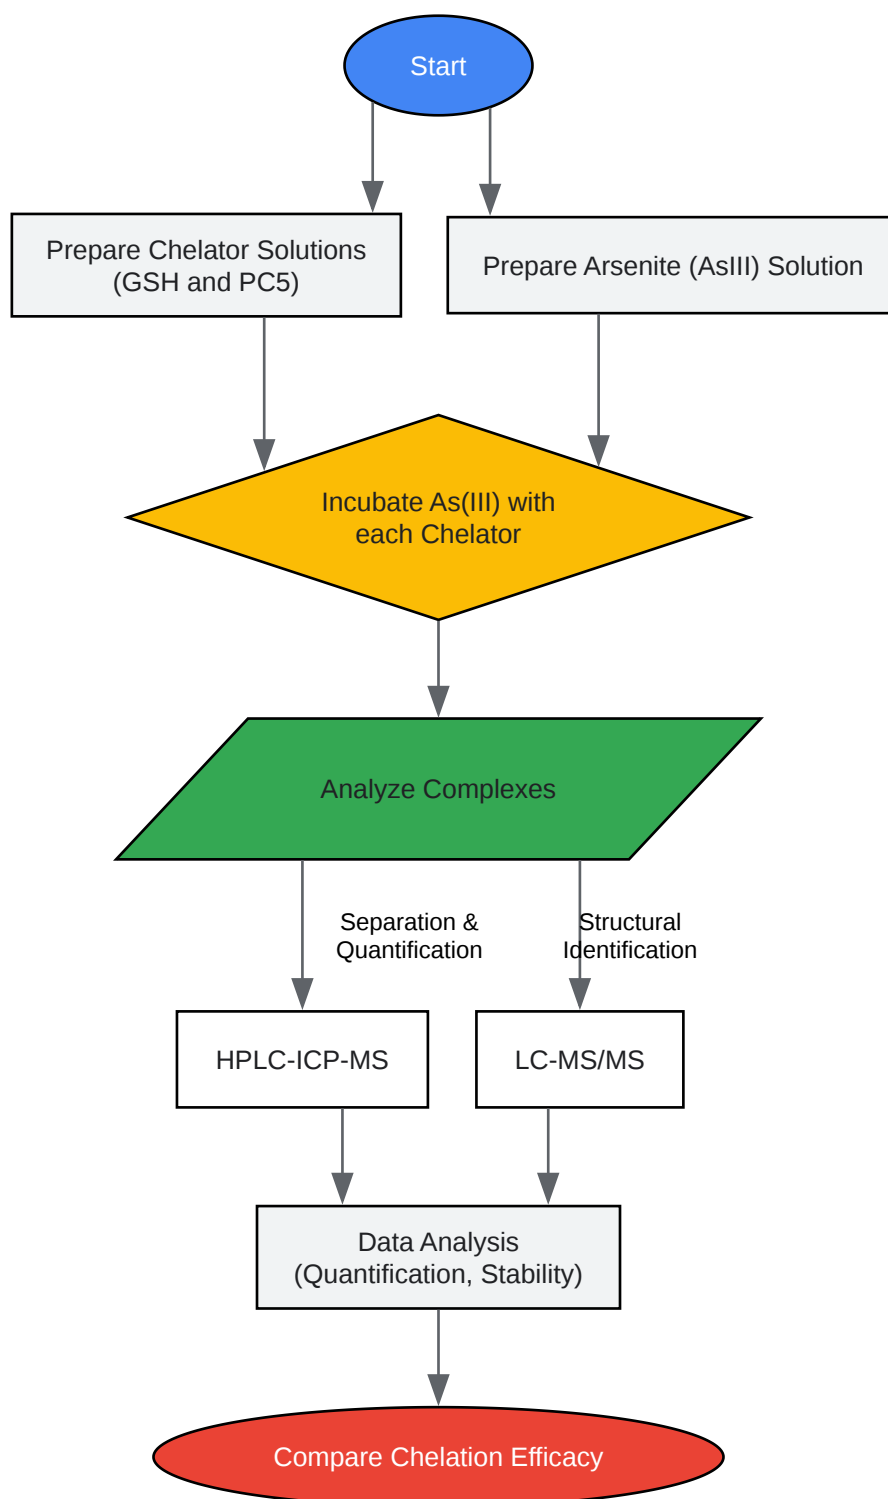 Start
Prepare Chelator Solutions
(GSH and PC5)
Prepare Arsenite (AsIII) Solution
Incubate As(III) with
each Chelator
Analyze Complexes
Separation &
Quantification
Structural
Identification
HPLC-ICP-MS
LC-MS/MS
Data Analysis
(Quantification, Stability)
Compare Chelation Efficacy